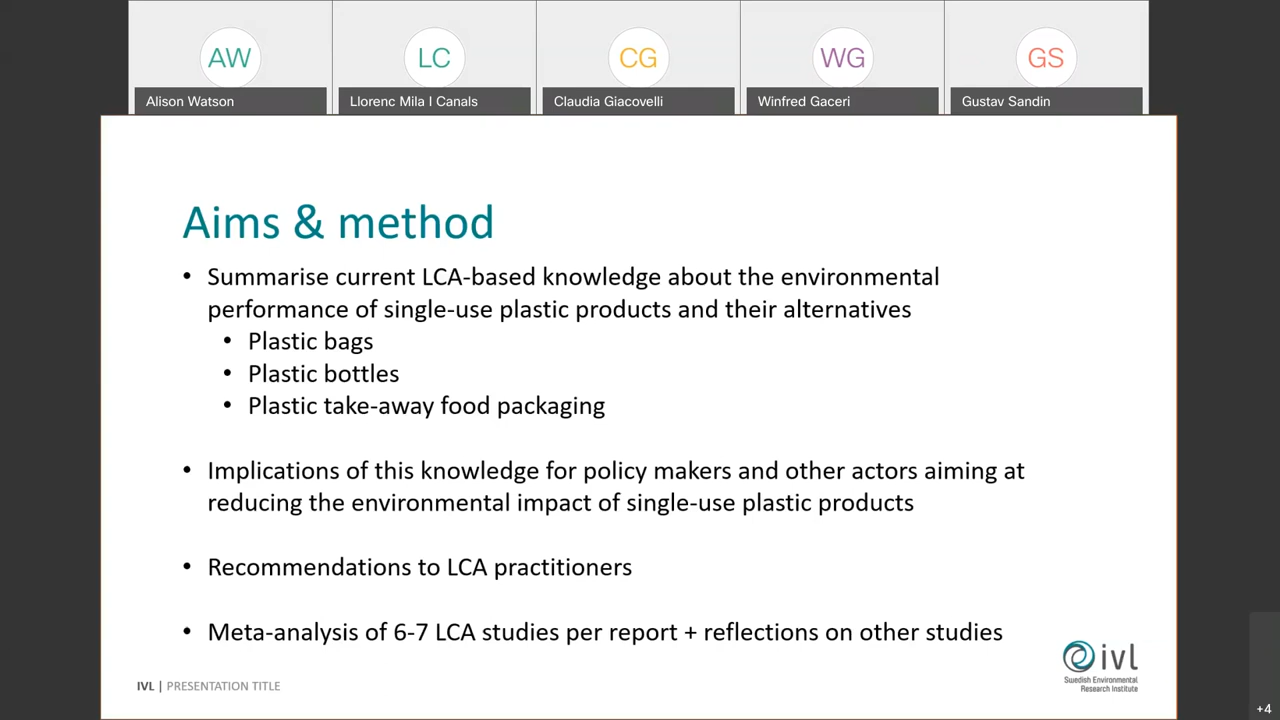 AW
LC
CG
WG
GS
Alison Watson
Llorenc Mila I Canals
Claudia Giacovelli
Winfred Gaceri
Gustav Sandin
Aims & method
• Summarise current LCA-based knowledge about the environmental
performance of single-use plastic products and their alternatives
• Plastic bags
• Plastic bottles
• Plastic take-away food packaging
• Implications of this knowledge for policy makers and other actors aiming at
reducing the environmental impact of single-use plastic products
• Recommendations to LCA practitioners
• Meta-analysis of 6-7 LCA studies per report + reflections on other studies
ivl
Swedish Environmental
Research Institute
IVL | PRESENTATION TITLE
+4